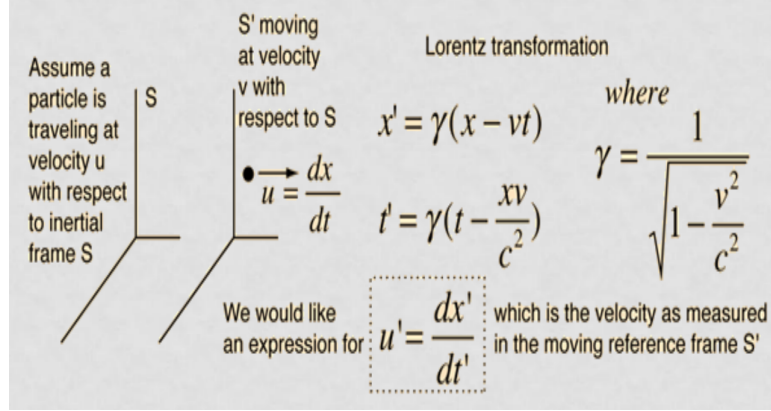 Assume a
particle is
traveling at
velocity u
with respect
to inertial
frame S
S
S' moving
at velocity
v with
respect to S
u = dx/dt
Lorentz transformation
x' = γ(x − vt)
t' = γ(t − xv/c²)
where
γ = 1/√(1 − v²/c²)
We would like
an expression for
u' = dx'/dt'
which is the velocity as measured
in the moving reference frame S'